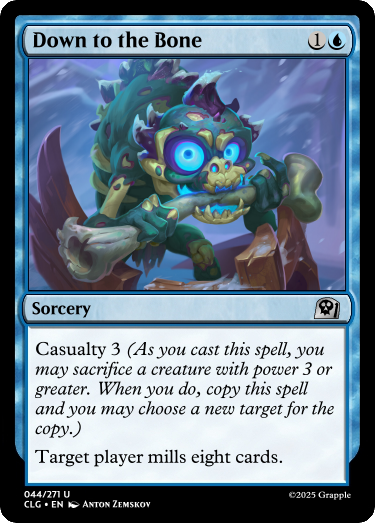 Down to the Bone 1
Sorcery
Casualty 3 (As you cast this spell, you
may sacrifice a creature with power 3 or
greater. When you do, copy this spell
and you may choose a new target for the
copy.)
Target player mills eight cards.
044/271 U
CLG • EN Anton Zemskov
©2025 Grapple